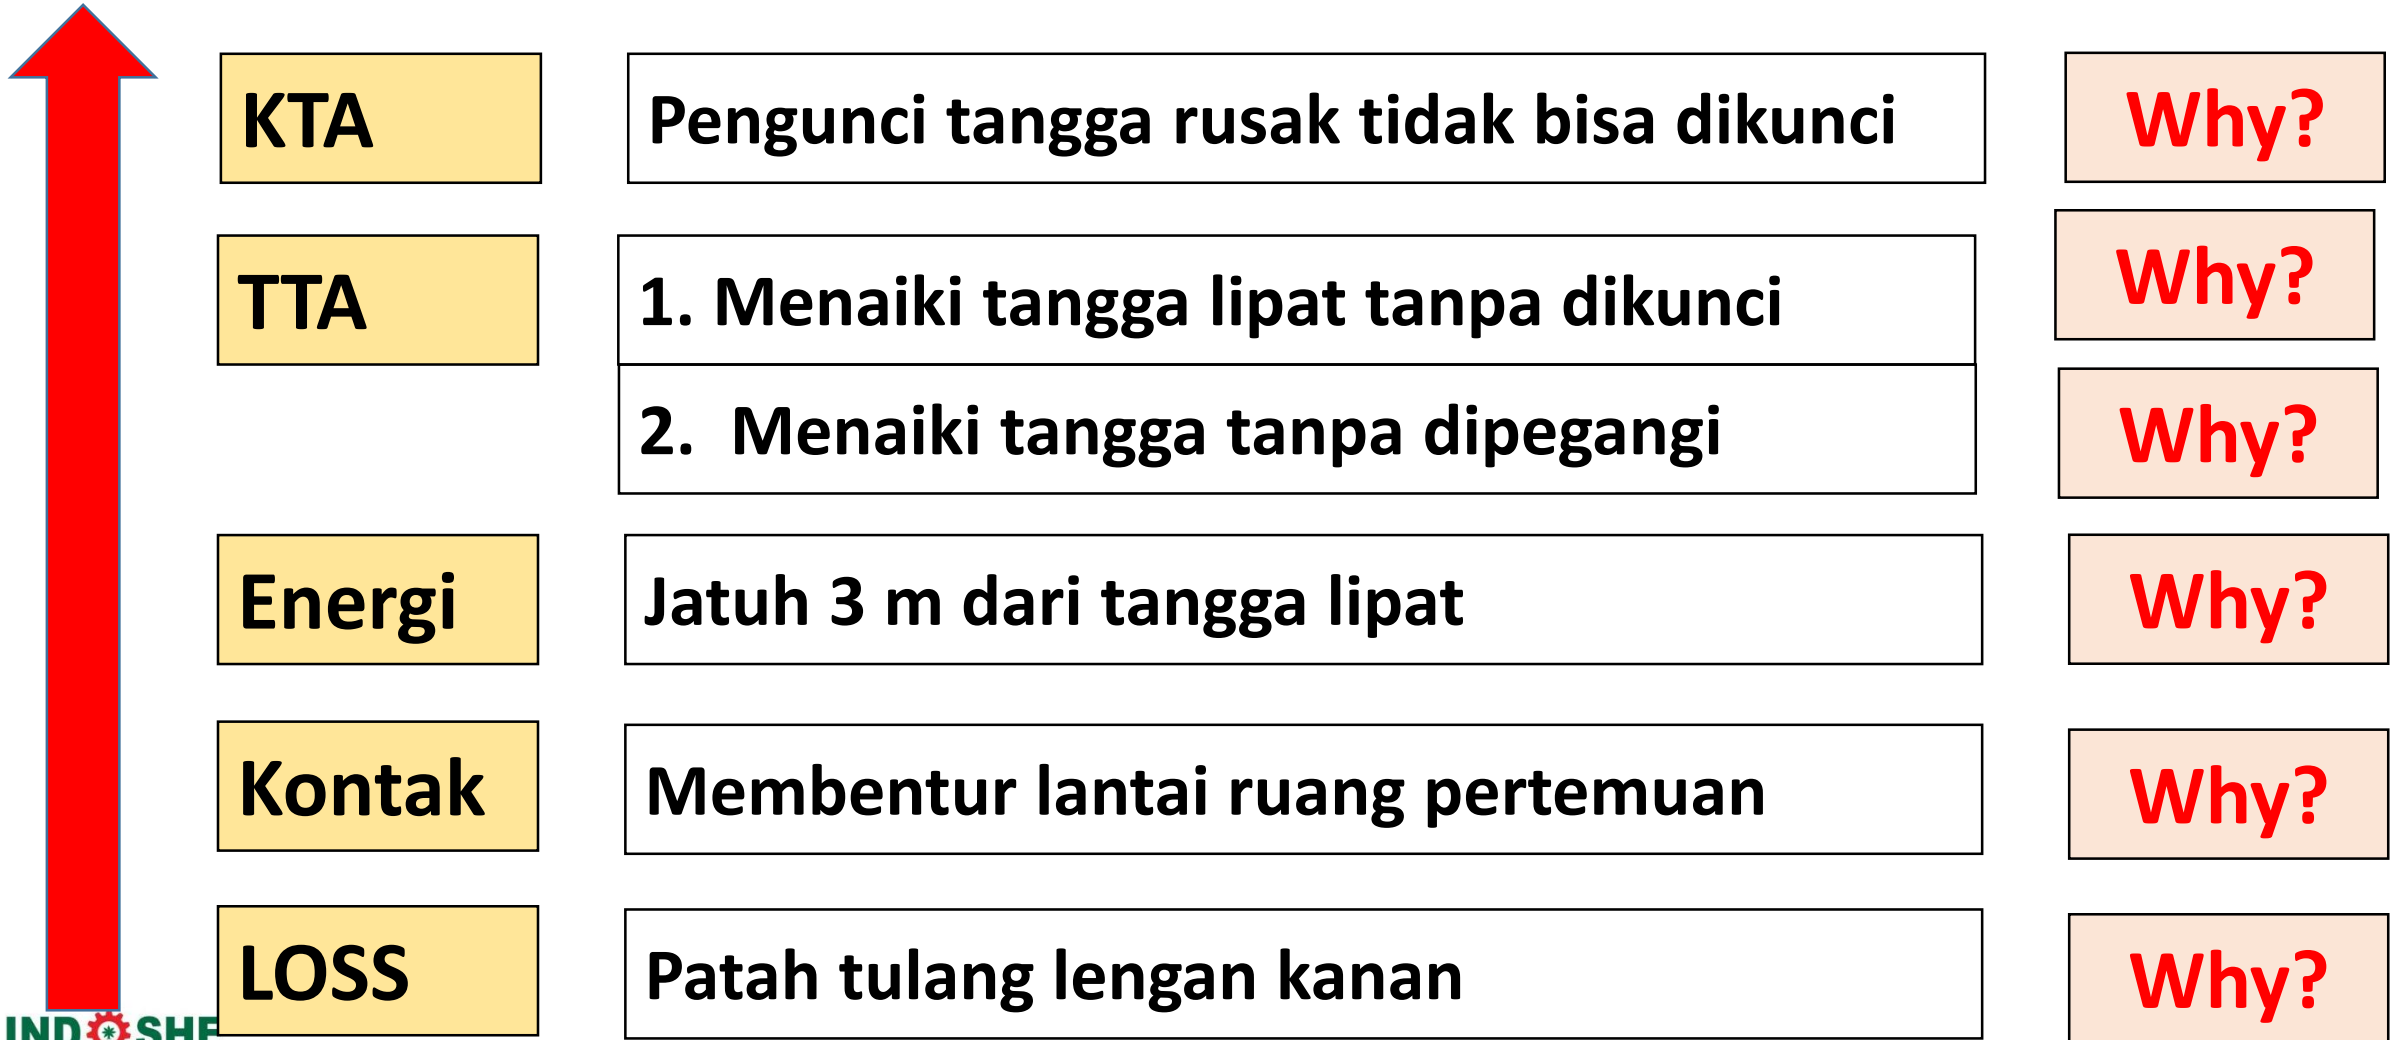 KTA Pengunci tangga rusak tidak bisa dikunci Why?
TTA 1. Menaiki tangga lipat tanpa dikunci Why?
2. Menaiki tangga tanpa dipegangi Why?
Energi Jatuh 3 m dari tangga lipat Why?
Kontak Membentur lantai ruang pertemuan Why?
LOSS Patah tulang lengan kanan Why?
INDOSHE